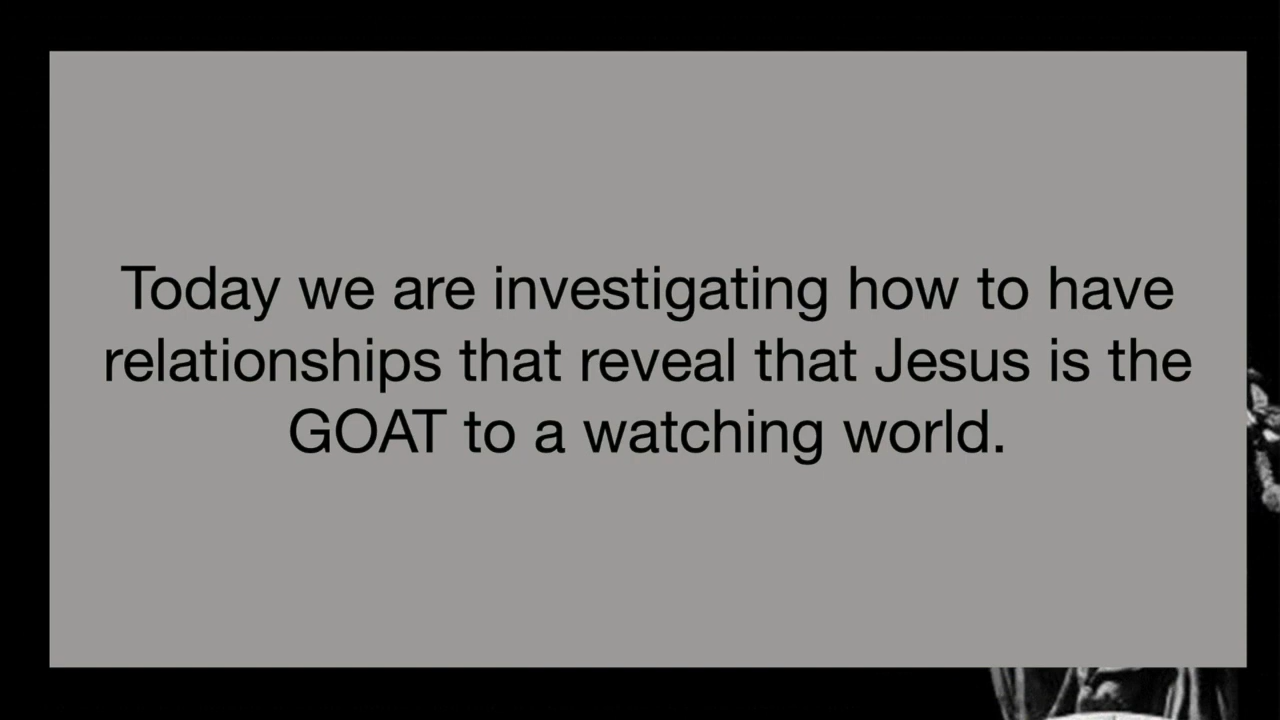 Today we are investigating how to have
relationships that reveal that Jesus is the
GOAT to a watching world.